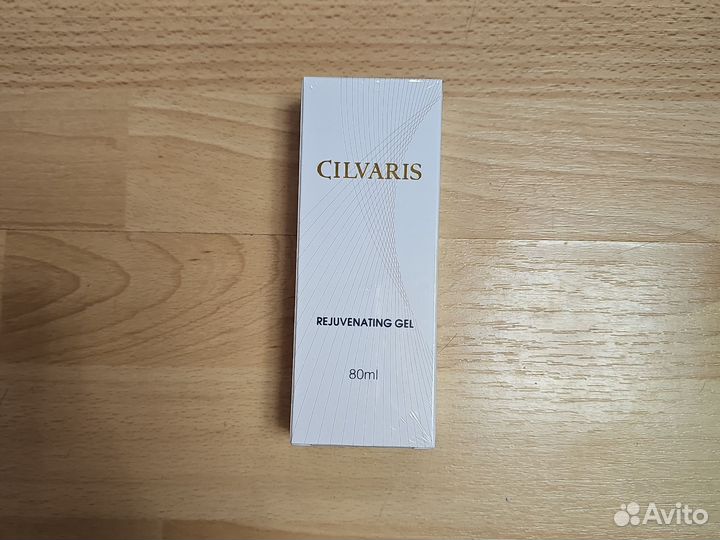 CILVARIS
REJUVENATING GEL
80ml
Avito